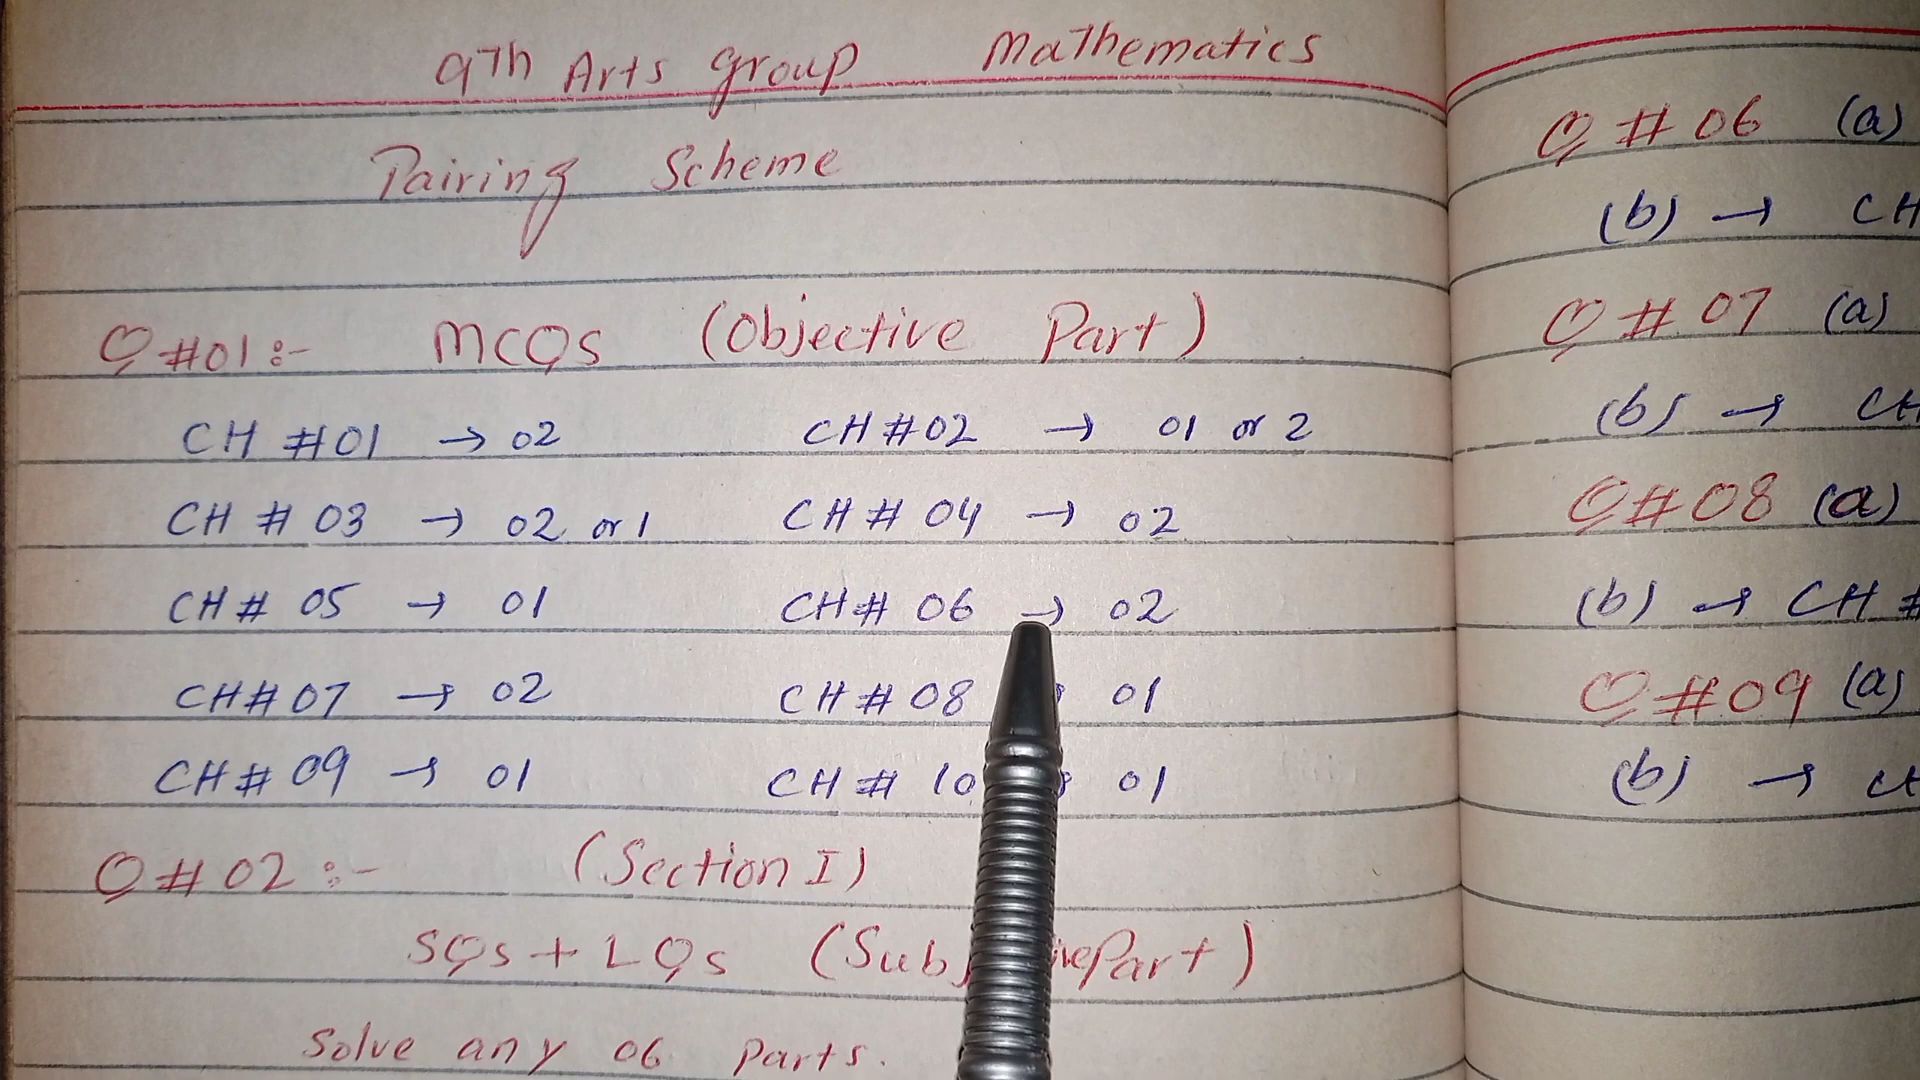 9Th Arts group Mathematics
Pairing Scheme
Q #01:- MCQS (Objective Part)
CH #01 → 02 CH #02 → 01 or 2
CH # 03 → 02 or 1 CH # 04 → 02
CH # 05 → 01 CH # 06 → 02
CH # 07 → 02 CH # 08 01
CH # 09 → 01 CH # 10 01
Q # 02:- (Section I)
SQs + LQs Part)
Solve any 06 Parts.
Q # 06 (a)
(b) → CH
Q # 07 (a)
(b) → CH
Q # 08 (a)
(b) → CH #
Q # 09 (a)
(b) →